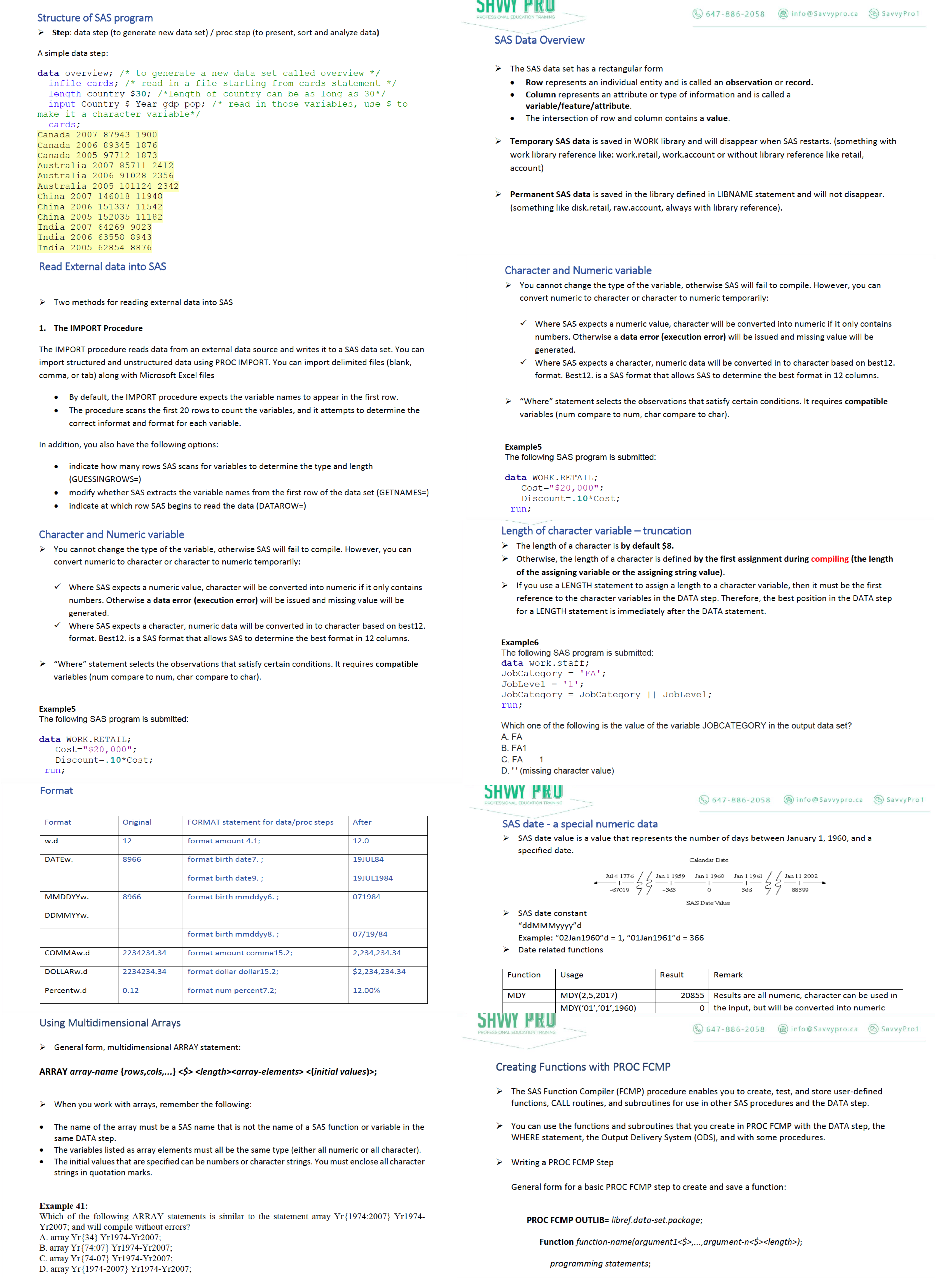 Structure of SAS program
➢ Step: data step (to generate new data set) / proc step (to present, sort and analyze data)
A simple data step:
data overview; /* to generate a new data set called overview */
infile cards; /* read in a file starting from cards statement */
length country $30; /*length of country can be as long as 30*/
input Country $ Year gdp pop; /* read in those variables, use $ to
make it a character variable*/
cards;
Canada 2007 87943 1900
Canada 2006 89345 1876
Canada 2005 97712 1873
Australia 2007 85711 2412
Australia 2006 91028 2356
Australia 2005 101124 2342
China 2007 146018 11948
China 2006 151337 11542
China 2005 152035 11182
India 2007 64269 9023
India 2006 63558 8943
India 2005 62854 8876
Read External data into SAS
➢ Two methods for reading external data into SAS
1. The IMPORT Procedure
The IMPORT procedure reads data from an external data source and writes it to a SAS data set. You can
import structured and unstructured data using PROC IMPORT. You can import delimited files (blank,
comma, or tab) along with Microsoft Excel files
• By default, the IMPORT procedure expects the variable names to appear in the first row.
• The procedure scans the first 20 rows to count the variables, and it attempts to determine the
correct informat and format for each variable.
In addition, you also have the following options:
• indicate how many rows SAS scans for variables to determine the type and length
(GUESSINGROWS=)
• modify whether SAS extracts the variable names from the first row of the data set (GETNAMES=)
• indicate at which row SAS begins to read the data (DATAROW=)
Character and Numeric variable
➢ You cannot change the type of the variable, otherwise SAS will fail to compile. However, you can
convert numeric to character or character to numeric temporarily:
✓ Where SAS expects a numeric value, character will be converted into numeric if it only contains
numbers. Otherwise a data error (execution error) will be issued and missing value will be
generated.
✓ Where SAS expects a character, numeric data will be converted in to character based on best12.
format. Best12. is a SAS format that allows SAS to determine the best format in 12 columns.
➢ "Where" statement selects the observations that satisfy certain conditions. It requires compatible
variables (num compare to num, char compare to char).
Example5
The following SAS program is submitted:
data WORK.RETAIL;
Cost="$20,000";
Discount=.10*Cost;
run;
Format
Format Original FORMAT statement for data/proc steps After
w.d 12 format amount 4.1; 12.0
DATEw. 8966 format birth date7. ; 19JUL84
format birth date9. ; 19JUL1984
MMDDYYw. 8966 format birth mmddyy6. ; 071984
DDMMYYw.
format birth mmddyy8. ; 07/19/84
COMMAw.d 2234234.34 format amount comma15.2; 2,234,234.34
DOLLARw.d 2234234.34 format dollar dollar15.2; $2,234,234.34
Percentw.d 0.12 format num percent7.2; 12.00%
Using Multidimensional Arrays
➢ General form, multidimensional ARRAY statement:
ARRAY array-name {rows,cols,...} <$> <length><array-elements> <(initial values)>;
➢ When you work with arrays, remember the following:
• The name of the array must be a SAS name that is not the name of a SAS function or variable in the
same DATA step.
• The variables listed as array elements must all be the same type (either all numeric or all character).
• The initial values that are specified can be numbers or character strings. You must enclose all character
strings in quotation marks.
Example 41:
Which of the following ARRAY statements is similar to the statement array Yr{1974:2007} Yr1974-
Yr2007; and will compile without errors?
A. array Yr{34} Yr1974-Yr2007;
B. array Yr{74:07} Yr1974-Yr2007;
C. array Yr{74-07} Yr1974-Yr2007;
D. array Yr{1974-2007} Yr1974-Yr2007;
SAVVY PRO
PROFESSIONAL EDUCATION TRAINING
647-886-2058 info@Savvypro.ca SavvyPro1
SAS Data Overview
➢ The SAS data set has a rectangular form
• Row represents an individual entity and is called an observation or record.
• Column represents an attribute or type of information and is called a
variable/feature/attribute.
• The intersection of row and column contains a value.
➢ Temporary SAS data is saved in WORK library and will disappear when SAS restarts. (something with
work library reference like: work.retail, work.account or without library reference like retail,
account)
➢ Permanent SAS data is saved in the library defined in LIBNAME statement and will not disappear.
(something like disk.retail, raw.account, always with library reference).
Character and Numeric variable
➢ You cannot change the type of the variable, otherwise SAS will fail to compile. However, you can
convert numeric to character or character to numeric temporarily:
✓ Where SAS expects a numeric value, character will be converted into numeric if it only contains
numbers. Otherwise a data error (execution error) will be issued and missing value will be
generated.
✓ Where SAS expects a character, numeric data will be converted in to character based on best12.
format. Best12. is a SAS format that allows SAS to determine the best format in 12 columns.
➢ "Where" statement selects the observations that satisfy certain conditions. It requires compatible
variables (num compare to num, char compare to char).
Example5
The following SAS program is submitted:
data WORK.RETAIL;
Cost="$20,000";
Discount=.10*Cost;
run;
Length of character variable – truncation
➢ The length of a character is by default $8.
➢ Otherwise, the length of a character is defined by the first assignment during compiling (the length
of the assigning variable or the assigning string value).
➢ If you use a LENGTH statement to assign a length to a character variable, then it must be the first
reference to the character variables in the DATA step. Therefore, the best position in the DATA step
for a LENGTH statement is immediately after the DATA statement.
Example6
The following SAS program is submitted:
data work.staff;
JobCategory = 'FA';
JobLevel = '1';
JobCategory = JobCategory || JobLevel;
run;
Which one of the following is the value of the variable JOBCATEGORY in the output data set?
A. FA
B. FA1
C. FA 1
D. ' ' (missing character value)
SAVVY PRO
PROFESSIONAL EDUCATION TRAINING
647-886-2058 info@Savvypro.ca SavvyPro1
SAS date - a special numeric data
➢ SAS date value is a value that represents the number of days between January 1, 1960, and a
specified date.
Calendar Date
Jul 4 1776 Jan 1 1959 Jan 1 1960 Jan 1 1961
-67019 -365 0 366
SAS Date Values
➢ SAS date constant
"ddMMMyyyy"d
Example: "02Jan1960"d = 1, "01Jan1961"d = 366
➢ Date related functions
Function Usage Result Remark
MDY MDY(2,5,2017) 20855 Results are all numeric, character can be used in
MDY('01','01',1960) 0 the input, but will be converted into numeric
SAVVY PRO
PROFESSIONAL EDUCATION TRAINING
647-886-2058 info@Savvypro.ca SavvyPro1
Creating Functions with PROC FCMP
➢ The SAS Function Compiler (FCMP) procedure enables you to create, test, and store user-defined
functions, CALL routines, and subroutines for use in other SAS procedures and the DATA step.
➢ You can use the functions and subroutines that you create in PROC FCMP with the DATA step, the
WHERE statement, the Output Delivery System (ODS), and with some procedures.
➢ Writing a PROC FCMP Step
General form for a basic PROC FCMP step to create and save a function:
PROC FCMP OUTLIB= libref.data-set.package;
Function function-name(argument1<$>,...,argument-n<$><length>);
programming statements;